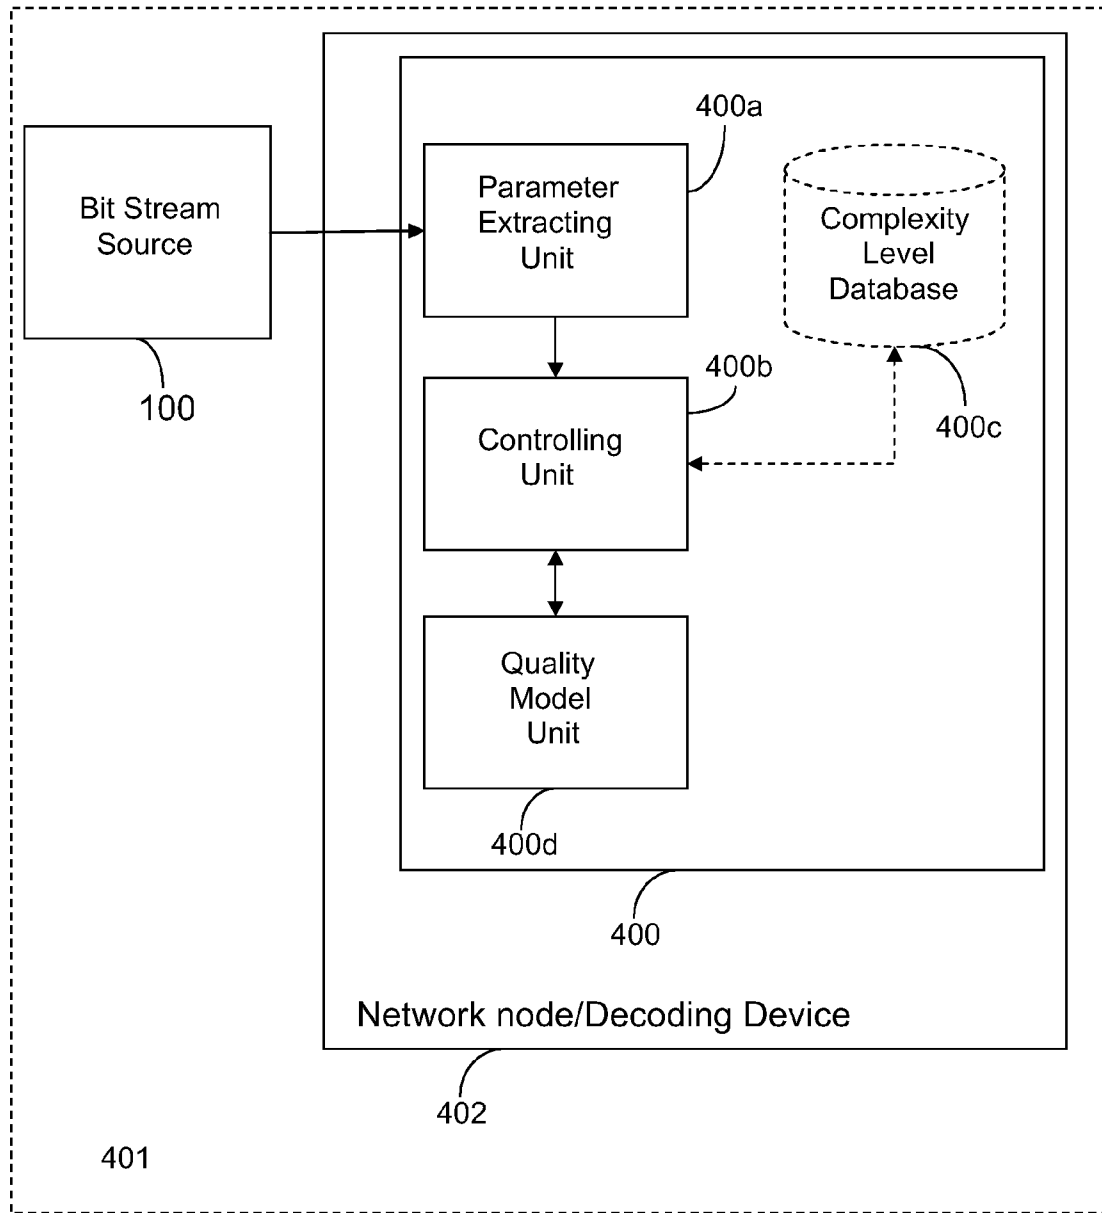 400a
Bit Stream
Source
Parameter
Extracting
Unit
Complexity
Level
Database
100
400b
400c
Controlling
Unit
Quality
Model
Unit
400d
400
Network node/Decoding Device
402
401